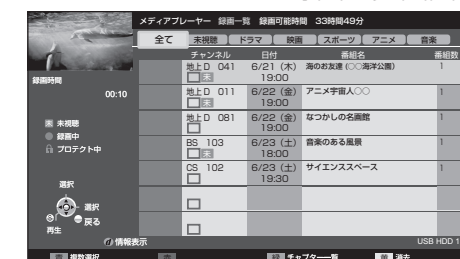 メディアプレーヤー 録画一覧 録画可能時間 33時間49分
全て 未視聴 ドラマ 映画 スポーツ アニメ 音楽
チャンネル 日付 番組名 番組数
地上D 041 6/21 (木) 海のお友達 (○○海洋公園) 1
未 19:00
地上D 011 6/22 (金) アニメ宇宙人○○ 1
未 19:00
地上D 081 6/22 (金) なつかしの名画館 1
19:00
BS 103 6/23 (土) 音楽のある風景 1
未 18:00
CS 102 6/23 (土) サイエンススペース 1
19:30
録画時間
00:10
未 未視聴
録画中
プロテクト中
選択
選択
戻る
再生
情報表示
USB HDD 1
青 複数選択
赤
緑 チャプター一覧
黄 消去